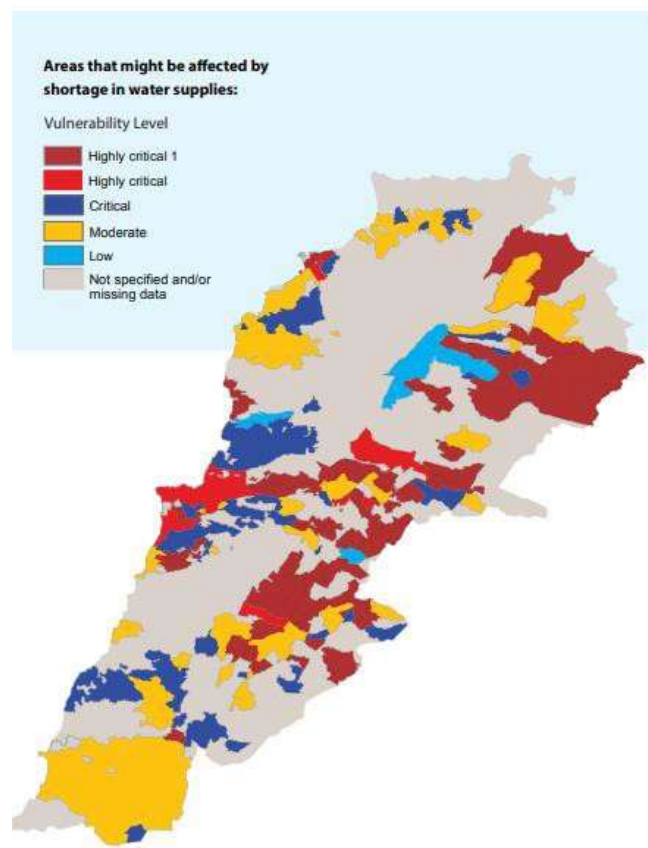 Areas that might be affected by
shortage in water supplies:
Vulnerability Level
Highly critical 1
Highly critical
Critical
Moderate
Low
Not specified and/or
missing data